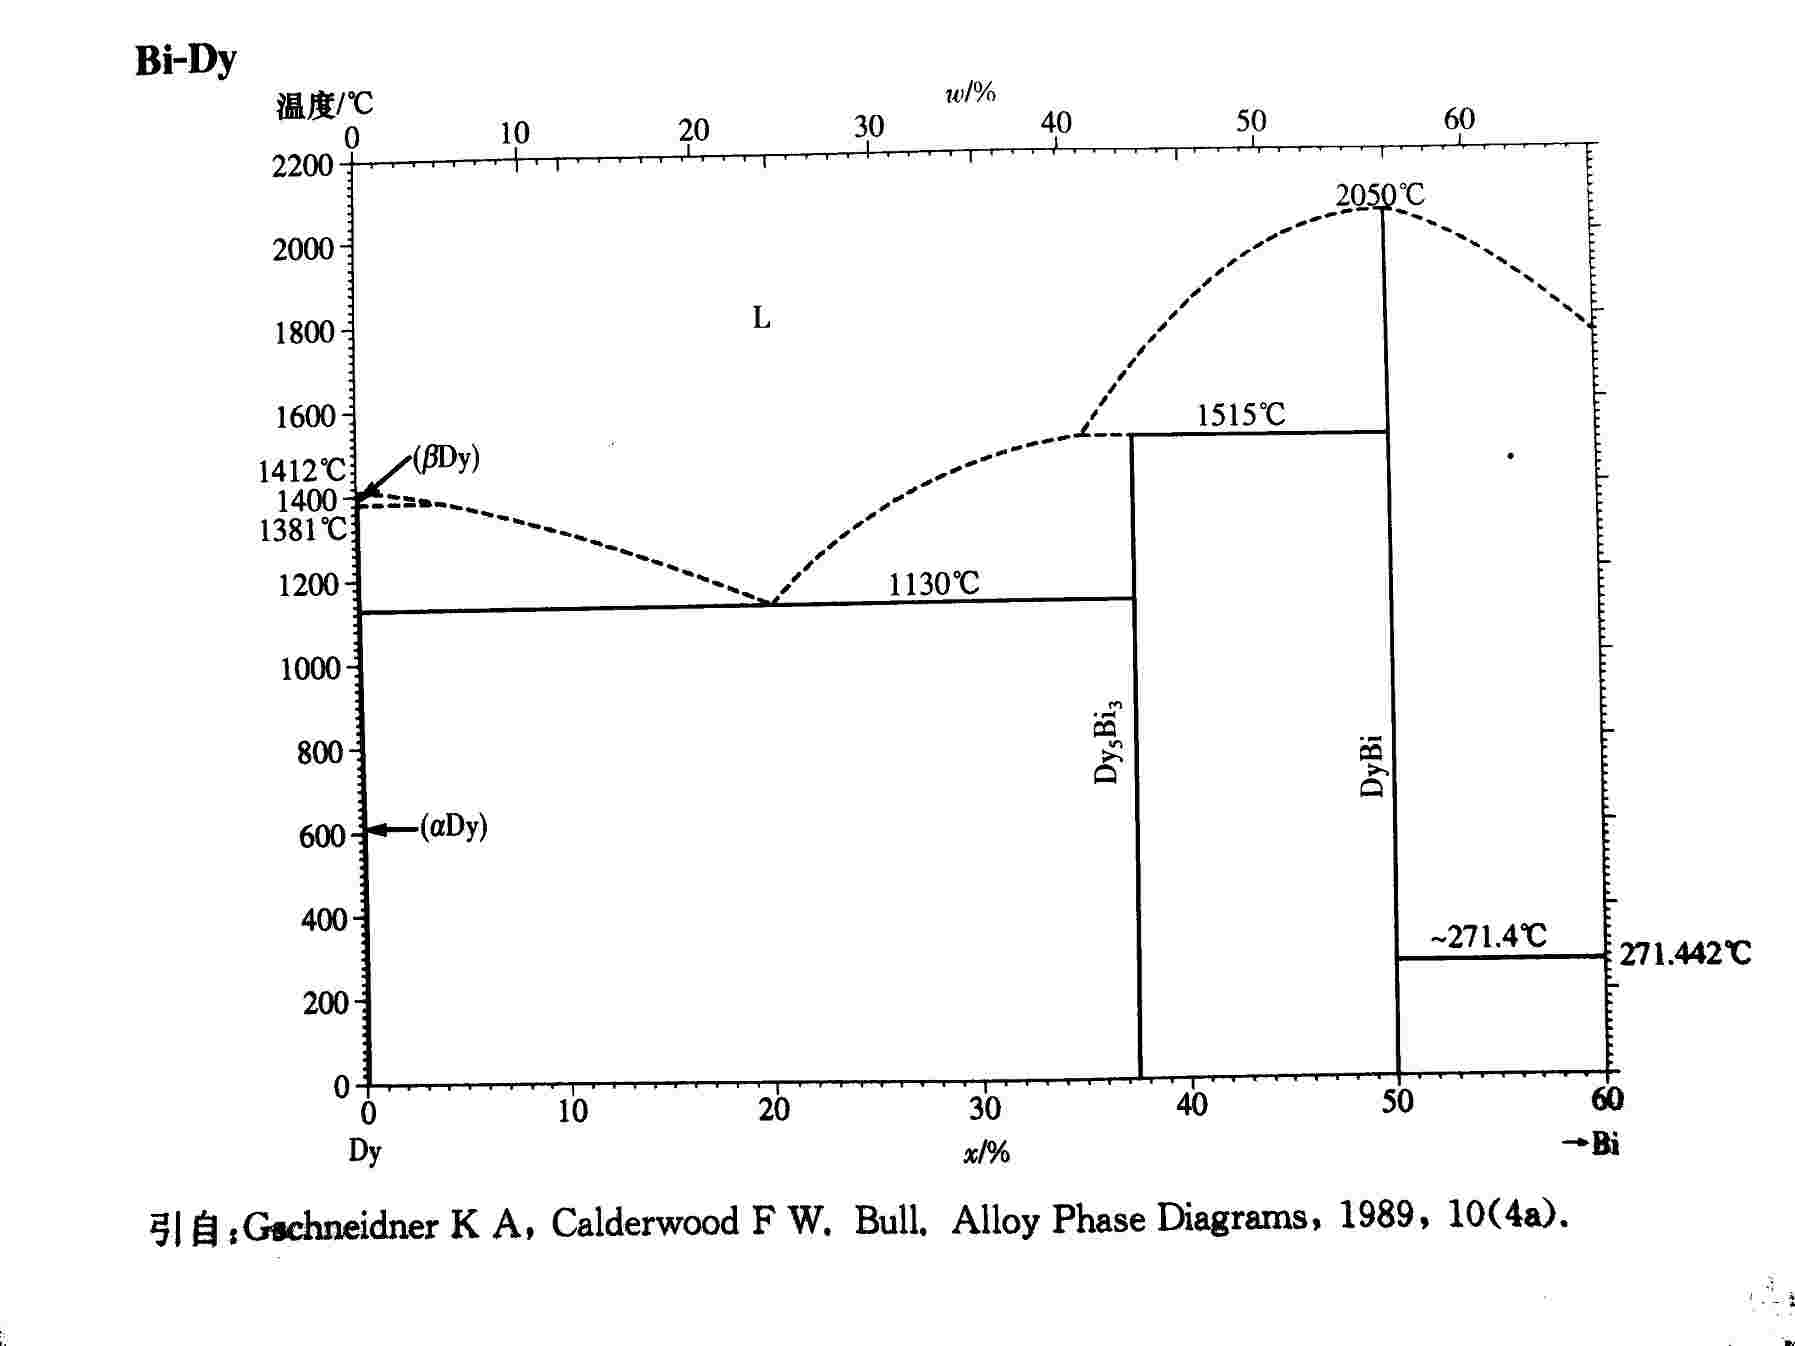 Bi-Dy
温度/℃
w/%
0 10 20 30 40 50 60
2200
2000
1800
1600
1412℃
1400
1381℃
1200
1000
800
600
400
200
0
2050℃
L
1515℃
(βDy)
1130℃
Dy₅Bi₃
DyBi
(αDy)
~271.4℃
271.442℃
0 10 20 30 40 50 60
Dy
x/%
→Bi
引自:Gschneidner K A, Calderwood F W. Bull. Alloy Phase Diagrams, 1989, 10(4a).